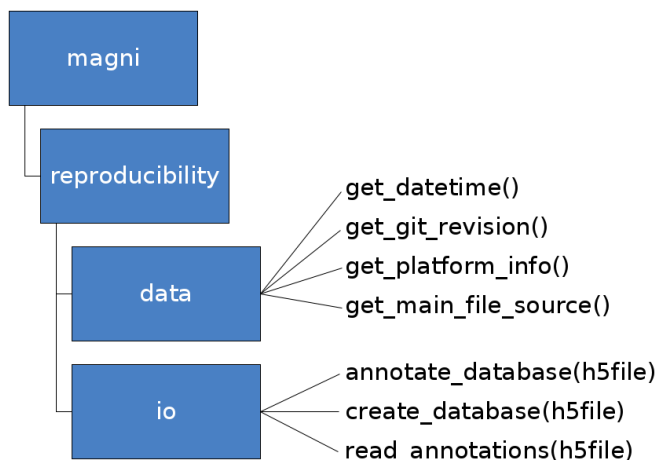 magni
reproducibility
data
get_datetime()
get_git_revision()
get_platform_info()
get_main_file_source()
io
annotate_database(h5file)
create_database(h5file)
read_annotations(h5file)